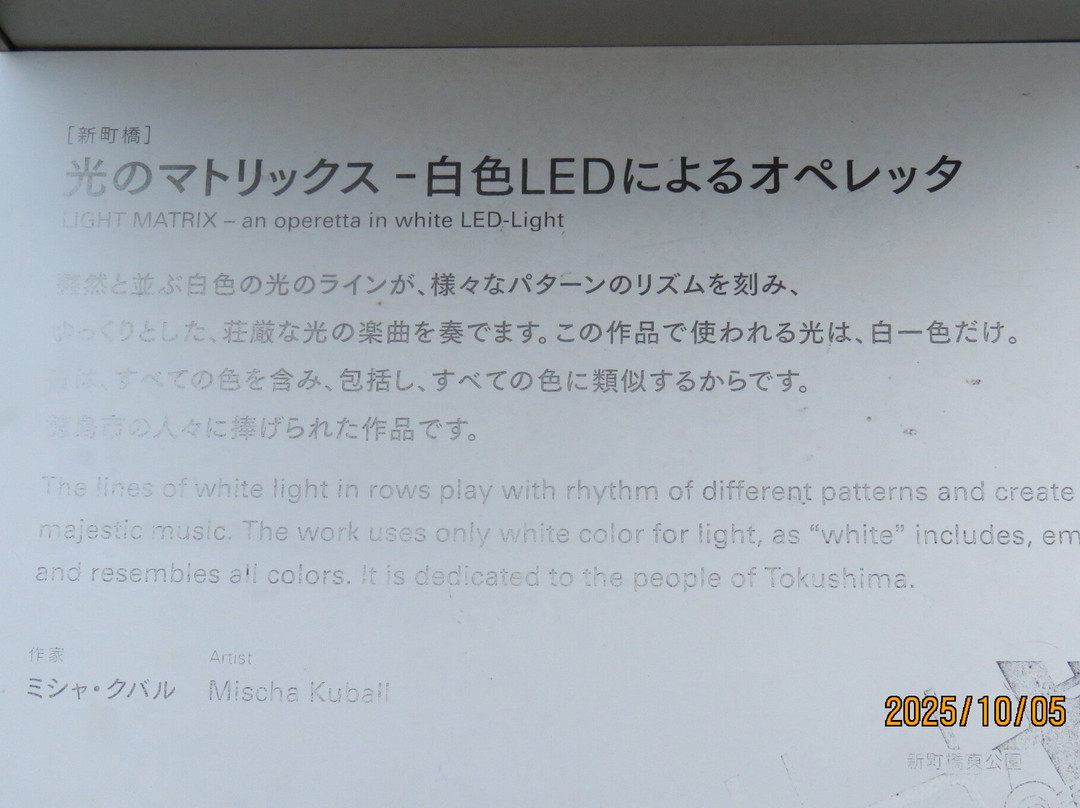 [新町橋]
光のマトリックス－白色LEDによるオペレッタ
LIGHT MATRIX – an operetta in white LED-Light
整然と並ぶ白色の光のラインが、様々なパターンのリズムを刻み、
ゆっくりとした、荘厳な光の楽曲を奏でます。この作品で使われる光は、白一色だけ。
は、すべての色を含み、包括し、すべての色に類似するからです。
徳島市の人々に捧げられた作品です。
The lines of white light in rows play with rhythm of different patterns and create
majestic music. The work uses only white color for light, as “white” includes, em
and resembles all colors. It is dedicated to the people of Tokushima.
作家
ミシャ・クバル
Artist
Mischa Kuball
2025/10/05
新町橋東公園